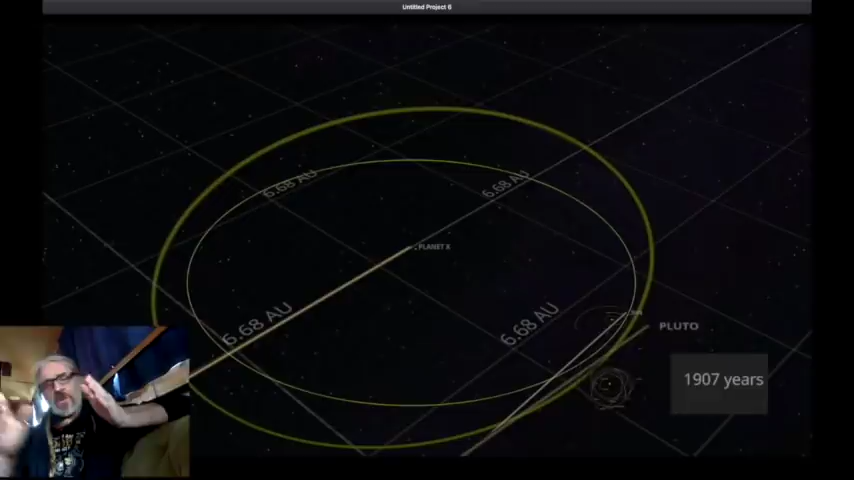 Untitled Project 6
6.68 AU
6.68 AU
PLANET X
6.68 AU
6.68 AU
PLUTO
1907 years